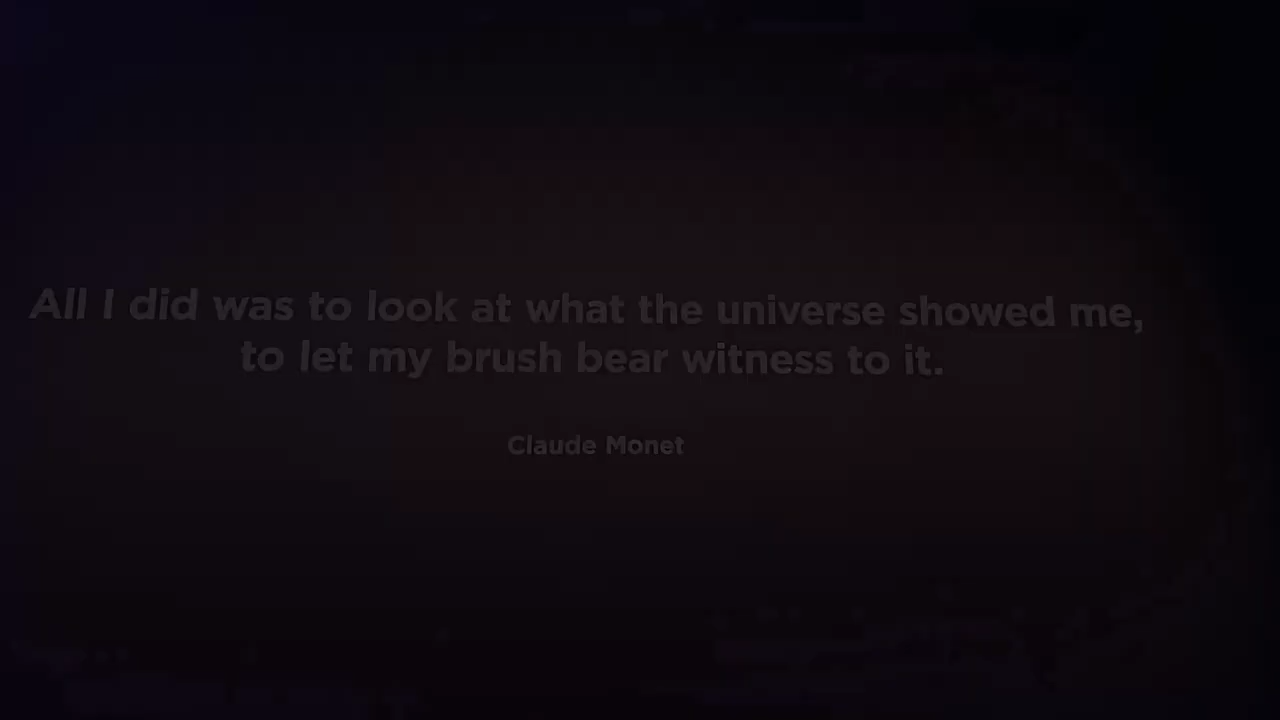 All I did was to look at what the universe showed me,
to let my brush bear witness to it.
Claude Monet